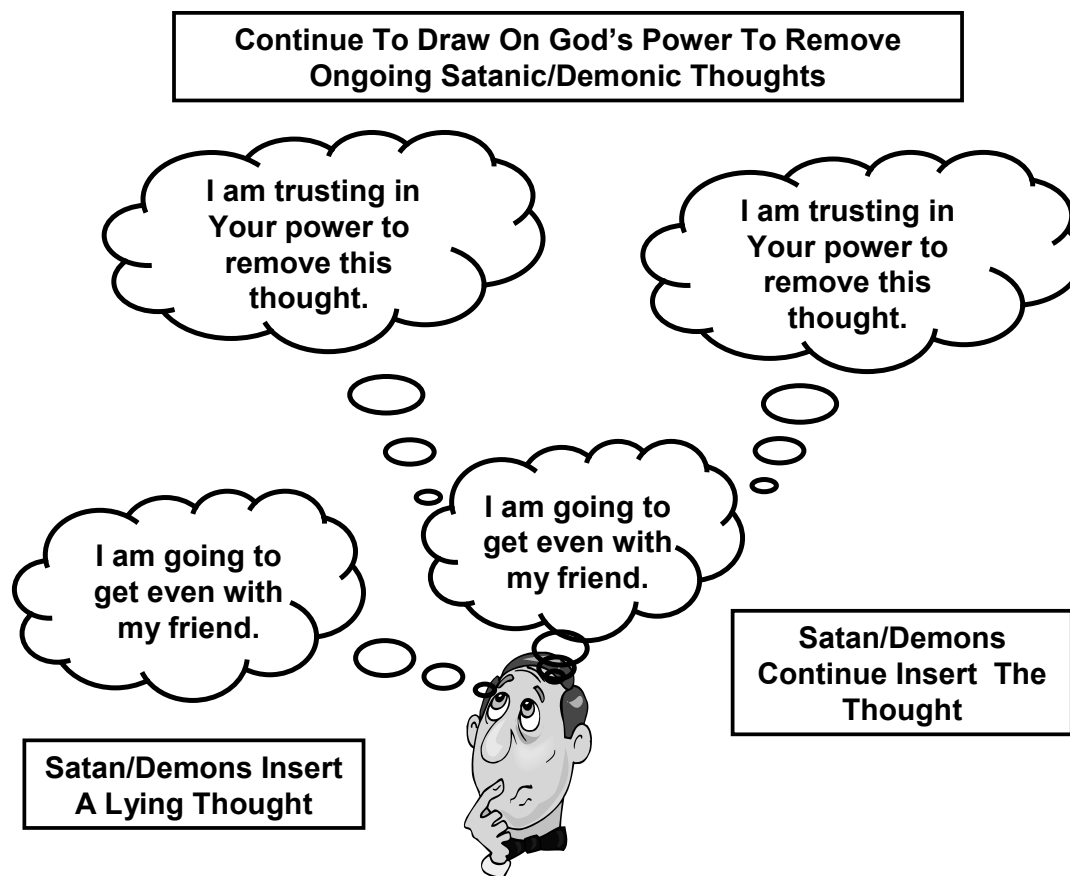 Continue To Draw On God’s Power To Remove
Ongoing Satanic/Demonic Thoughts
I am trusting in
Your power to
remove this
thought.
I am trusting in
Your power to
remove this
thought.
I am going to
get even with
my friend.
I am going to
get even with
my friend.
Satan/Demons
Continue Insert The
Thought
Satan/Demons Insert
A Lying Thought